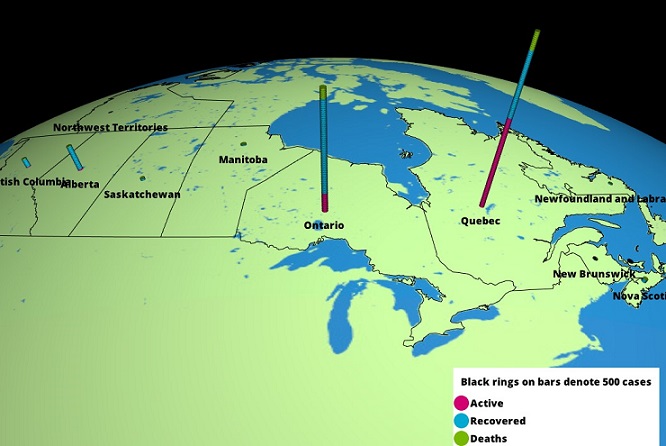 Northwest Territories
Manitoba
tish Columbia
Alberta
Saskatchewan
Newfoundland and Labra
Quebec
Ontario
New Brunswick
Nova Scoti
Black rings on bars denote 500 cases
Active
Recovered
Deaths